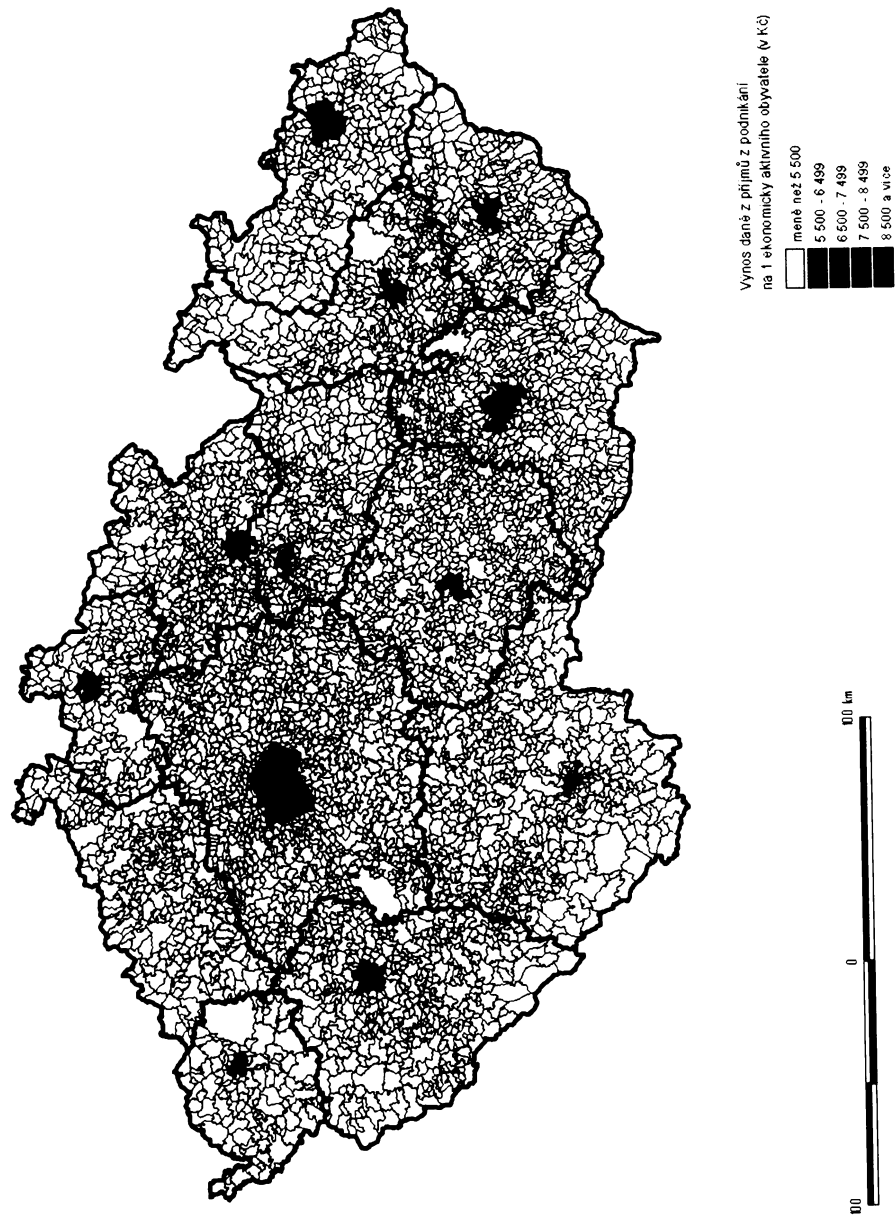 Výnos daně z příjmů z podnikání
na 1 ekonomicky aktivního obyvatele (v Kč)
méně než 5 500
5 500 - 6 499
6 500 - 7 499
7 500 - 8 499
8 500 a více
100
0
100 km